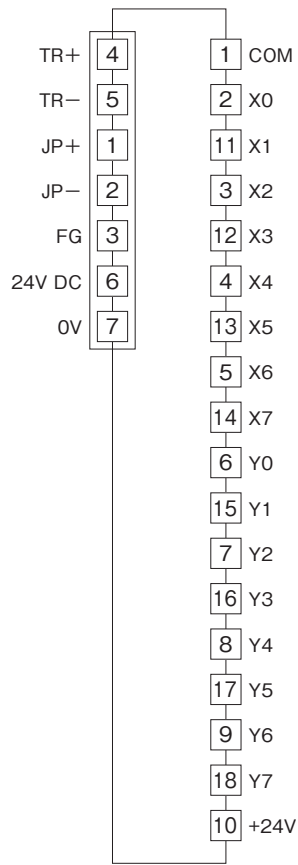 TR+ 4
TR− 5
JP+ 1
JP− 2
FG 3
24V DC 6
0V 7
1 COM
2 X0
11 X1
3 X2
12 X3
4 X4
13 X5
5 X6
14 X7
6 Y0
15 Y1
7 Y2
16 Y3
8 Y4
17 Y5
9 Y6
18 Y7
10 +24V